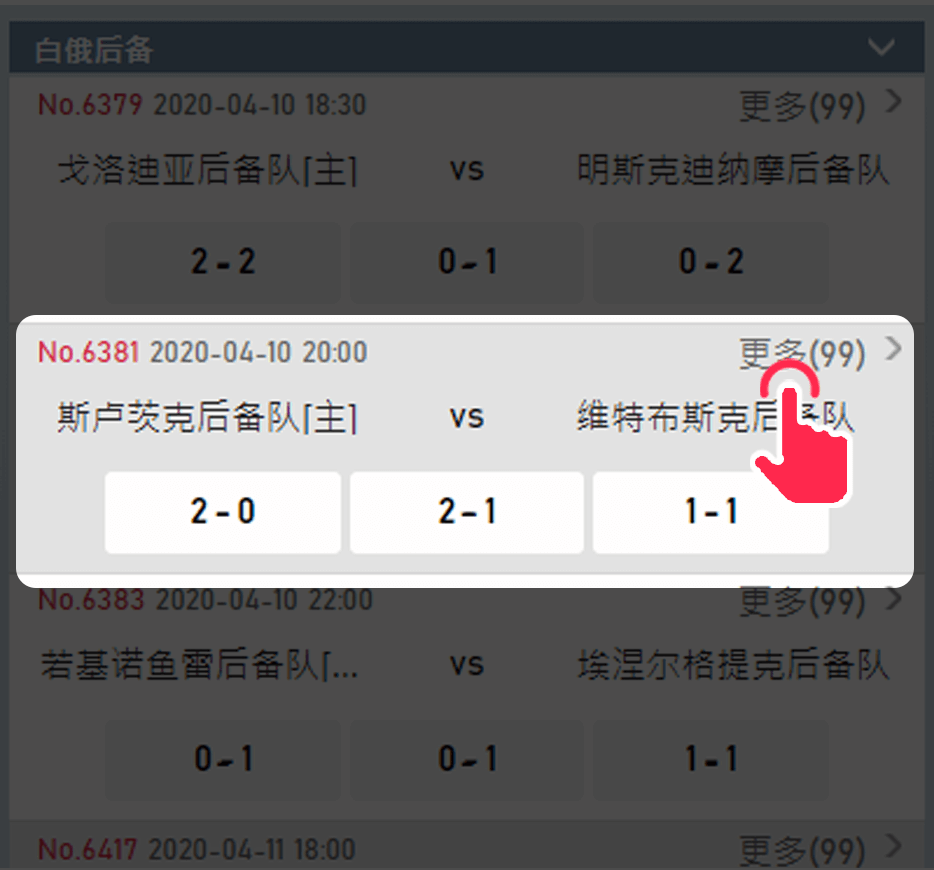 白俄后备
No.6379 2020-04-10 18:30 更多(99)
戈洛迪亚后备队[主] vs 明斯克迪纳摩后备队
2-2 0-1 0-2
No.6381 2020-04-10 20:00 更多(99)
斯卢茨克后备队[主] vs 维特布斯克后备队
2-0 2-1 1-1
No.6383 2020-04-10 22:00 更多(99)
若基诺鱼雷后备队[... vs 埃涅尔格提克后备队
0-1 0-1 1-1
No.6417 2020-04-11 18:00 更多(99)